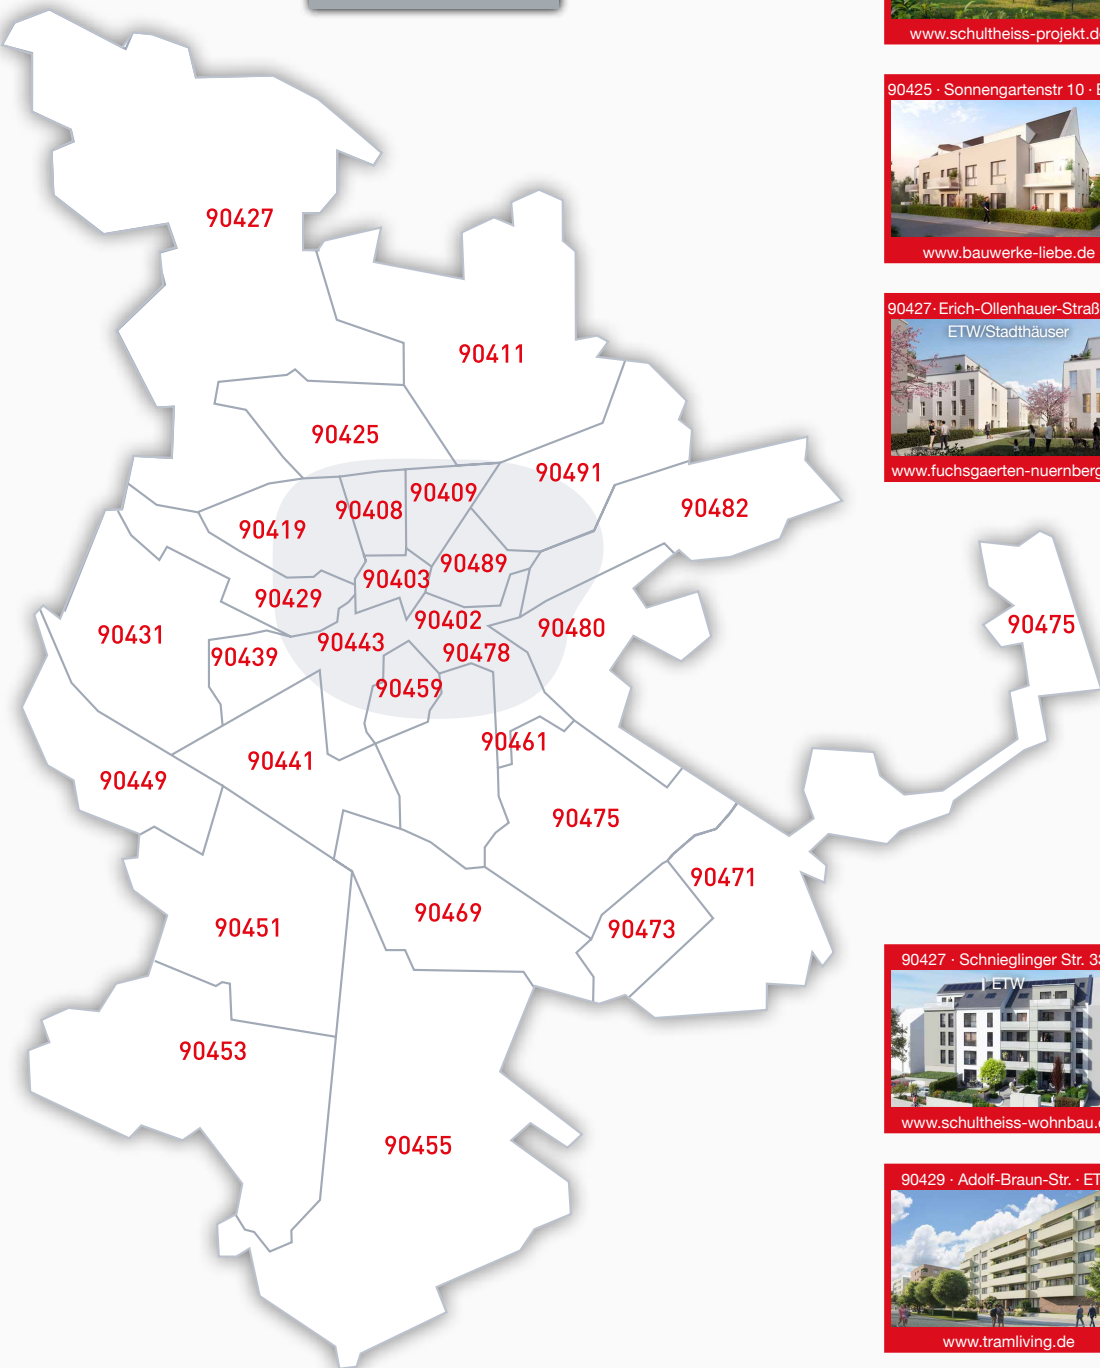 www.schultheiss-projekt.d
90425 · Sonnengartenstr 10 ·
www.bauwerke-liebe.de
90427 · Erich-Ollenhauer-Straß
ETW/Stadthäuser
www.fuchsgaerten-nuernberg
90427
90411
90425
90491
90409
90482
90408
90419
90489
90403
90429
90402
90480
90475
90431
90443
90478
90439
90459
90461
90441
90449
90475
90471
90469
90451
90473
90427 · Schnieglinger Str. 33
ETW
www.schultheiss-wohnbau.
90453
90455
90429 · Adolf-Braun-Str. · ET
www.tramliving.de